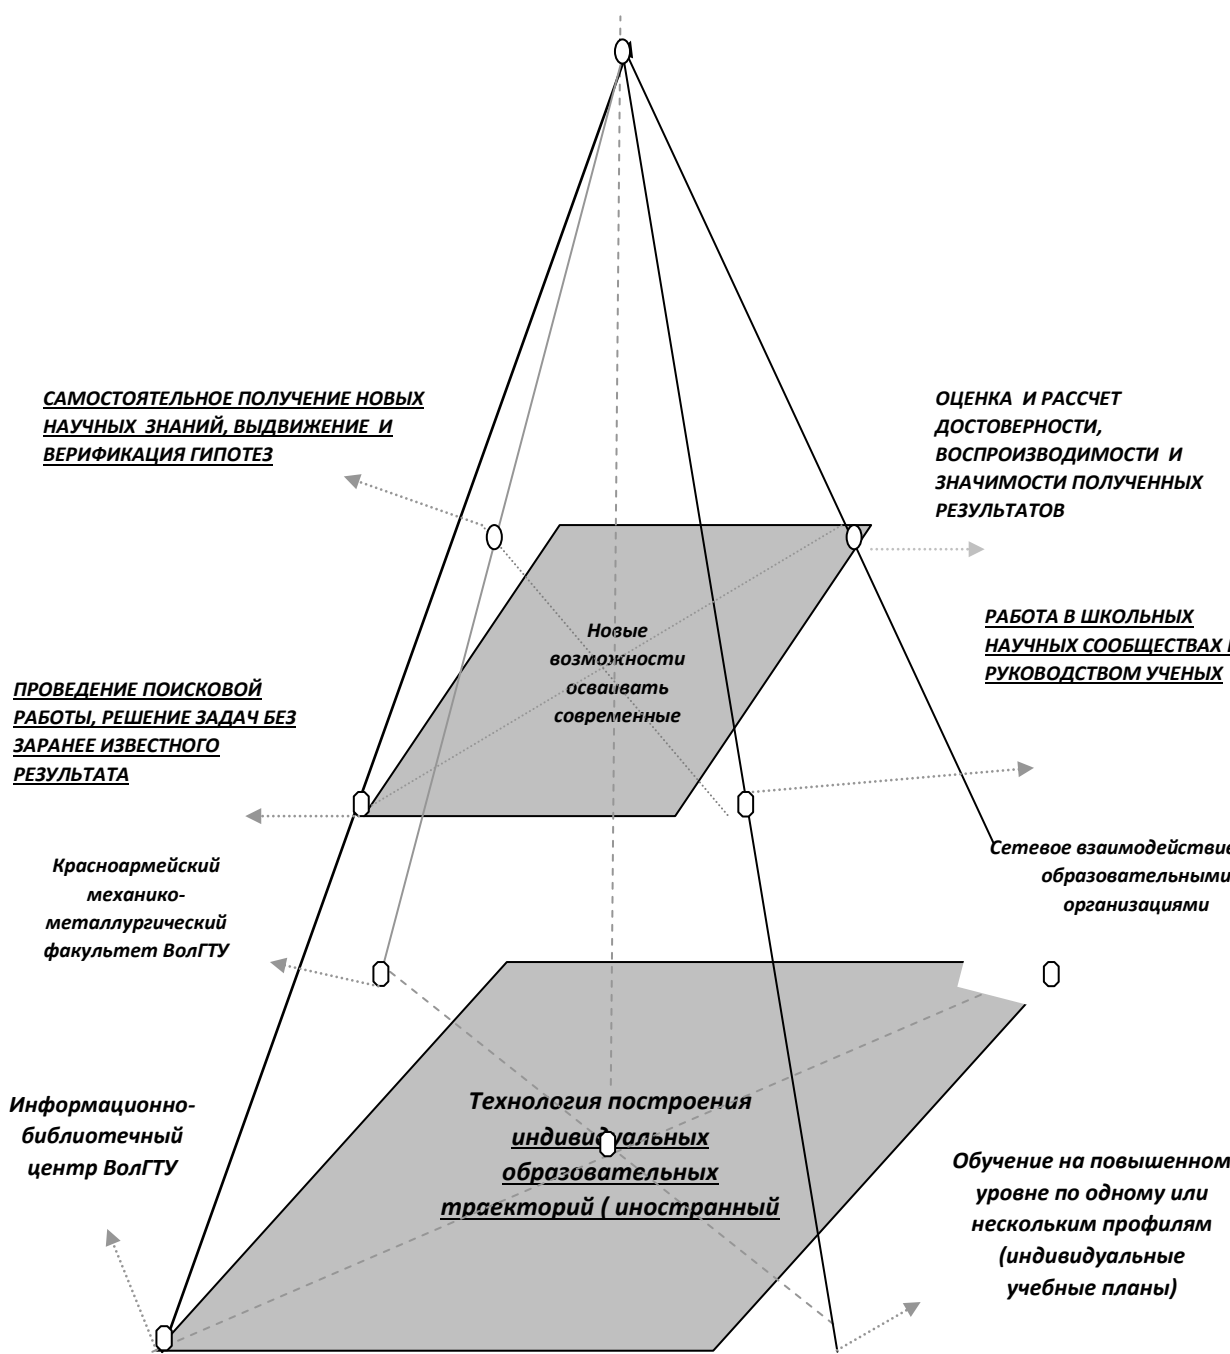 САМОСТОЯТЕЛЬНОЕ ПОЛУЧЕНИЕ НОВЫХ
НАУЧНЫХ ЗНАНИЙ, ВЫДВИЖЕНИЕ И
ВЕРИФИКАЦИЯ ГИПОТЕЗ
ОЦЕНКА И РАССЧЕТ
ДОСТОВЕРНОСТИ,
ВОСПРОИЗВОДИМОСТИ И
ЗНАЧИМОСТИ ПОЛУЧЕННЫХ
РЕЗУЛЬТАТОВ
Новые
возможности
осваивать
современные
РАБОТА В ШКОЛЬНЫХ
НАУЧНЫХ СООБЩЕСТВАХ
РУКОВОДСТВОМ УЧЕНЫХ
ПРОВЕДЕНИЕ ПОИСКОВОЙ
РАБОТЫ, РЕШЕНИЕ ЗАДАЧ БЕЗ
ЗАРАНЕЕ ИЗВЕСТНОГО
РЕЗУЛЬТАТА
Красноармейский
механико-
металлургический
факультет ВолГТУ
Сетевое взаимодействие
образовательными
организациями
Информационно-
библиотечный
центр ВолГТУ
Технология построения
индивидуальных
образовательных
траекторий ( иностранный
Обучение на повышенном
уровне по одному или
нескольким профилям
(индивидуальные
учебные планы)